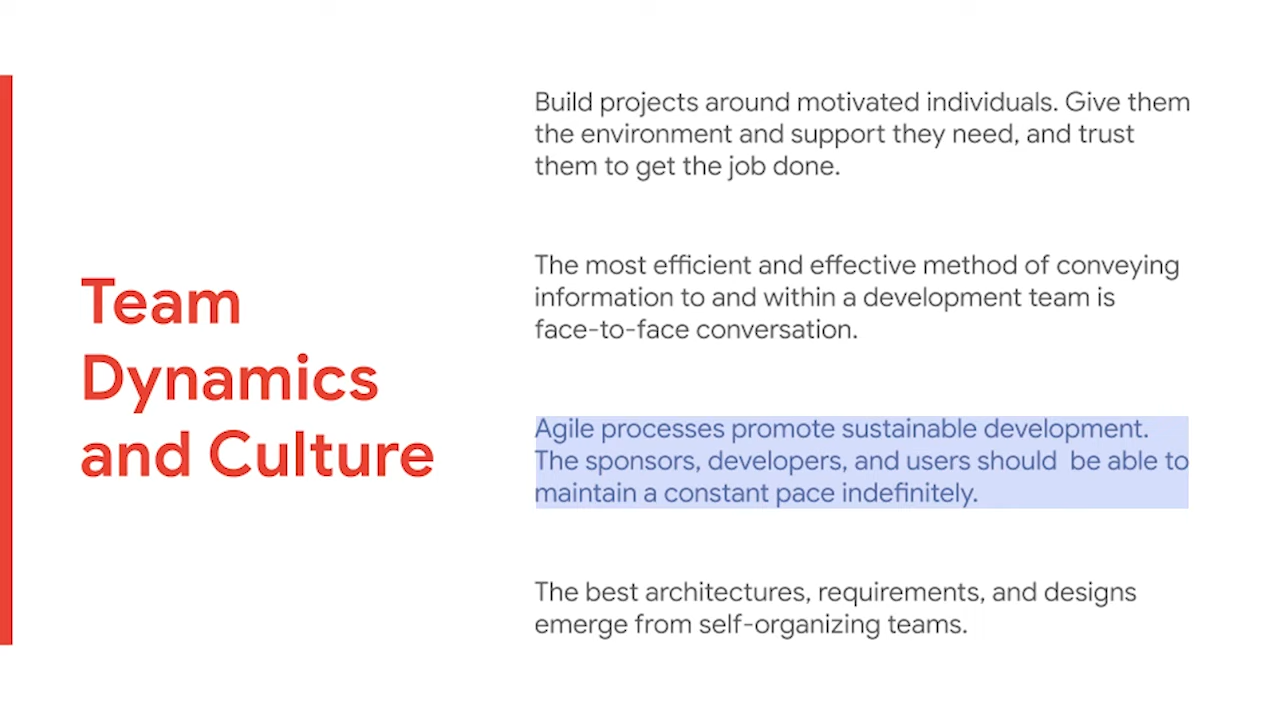 Team
Dynamics
and Culture
Build projects around motivated individuals. Give them
the environment and support they need, and trust
them to get the job done.
The most efficient and effective method of conveying
information to and within a development team is
face-to-face conversation.
Agile processes promote sustainable development.
The sponsors, developers, and users should  be able to
maintain a constant pace indefinitely.
The best architectures, requirements, and designs
emerge from self-organizing teams.